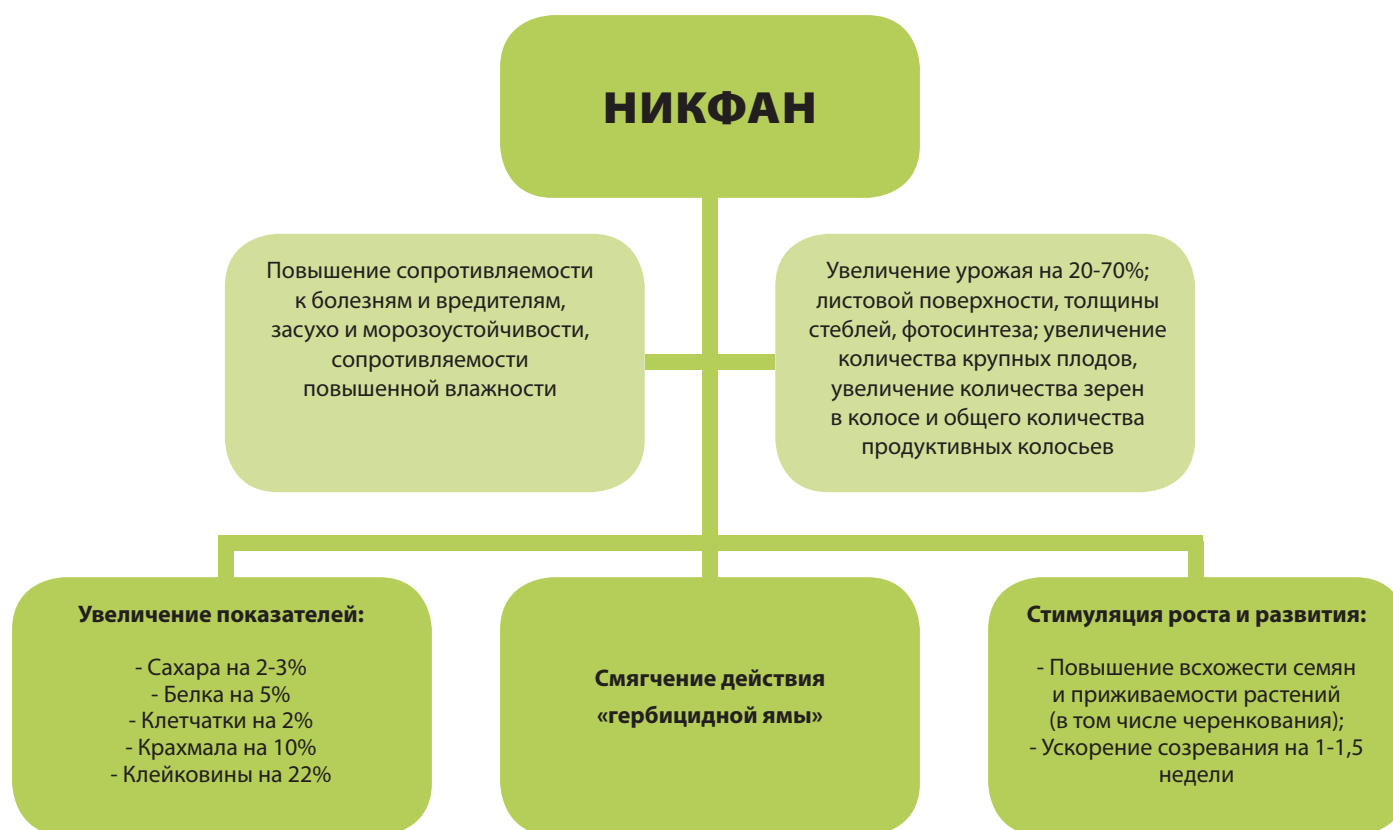 НИКФАН
Повышение сопротивляемости
к болезням и вредителям,
засухо и морозоустойчивости,
сопротивляемости
повышенной влажности
Увеличение урожая на 20-70%;
листовой поверхности, толщины
стеблей, фотосинтеза; увеличение
количества крупных плодов,
увеличение количества зерен
в колосе и общего количества
продуктивных колосьев
Увеличение показателей:
- Сахара на 2-3%
- Белка на 5%
- Клетчатки на 2%
- Крахмала на 10%
- Клейковины на 22%
Смягчение действия
«гербицидной ямы»
Стимуляция роста и развития:
- Повышение всхожести семян
и приживаемости растений
(в том числе черенкования);
- Ускорение созревания на 1-1,5
недели